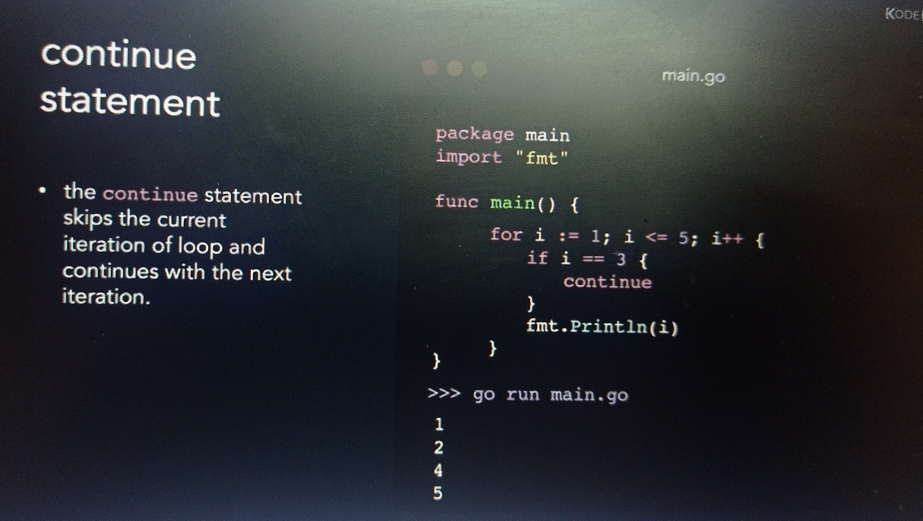 continue
statement
• the continue statement
skips the current
iteration of loop and
continues with the next
iteration.
main.go
package main
import "fmt"
func main() {
for i := 1; i <= 5; i++ {
if i == 3 {
continue
}
fmt.Println(i)
}
}
>>> go run main.go
1
2
4
5